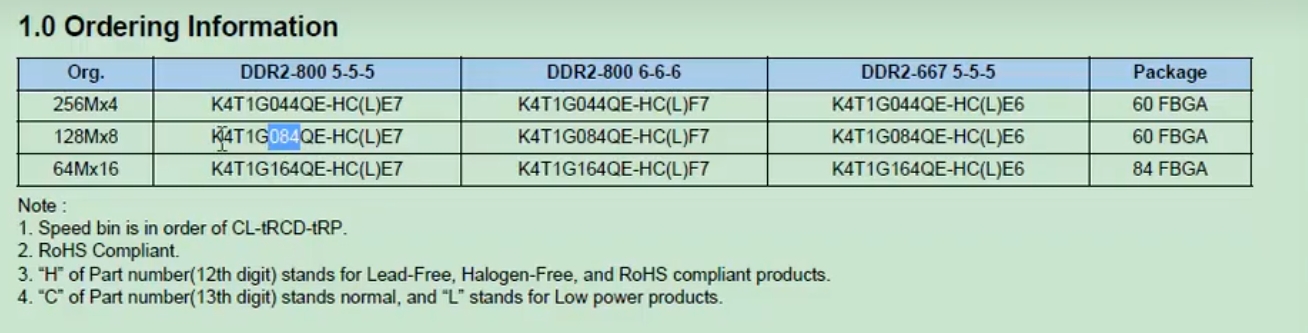 1.0 Ordering Information
Org. DDR2-800 5-5-5 DDR2-800 6-6-6 DDR2-667 5-5-5 Package
256Mx4 K4T1G044QE-HC(L)E7 K4T1G044QE-HC(L)F7 K4T1G044QE-HC(L)E6 60 FBGA
128Mx8 K4T1G084QE-HC(L)E7 K4T1G084QE-HC(L)F7 K4T1G084QE-HC(L)E6 60 FBGA
64Mx16 K4T1G164QE-HC(L)E7 K4T1G164QE-HC(L)F7 K4T1G164QE-HC(L)E6 84 FBGA
Note :
1. Speed bin is in order of CL-tRCD-tRP.
2. RoHS Compliant.
3. “H” of Part number(12th digit) stands for Lead-Free, Halogen-Free, and RoHS compliant products.
4. “C” of Part number(13th digit) stands normal, and “L” stands for Low power products.